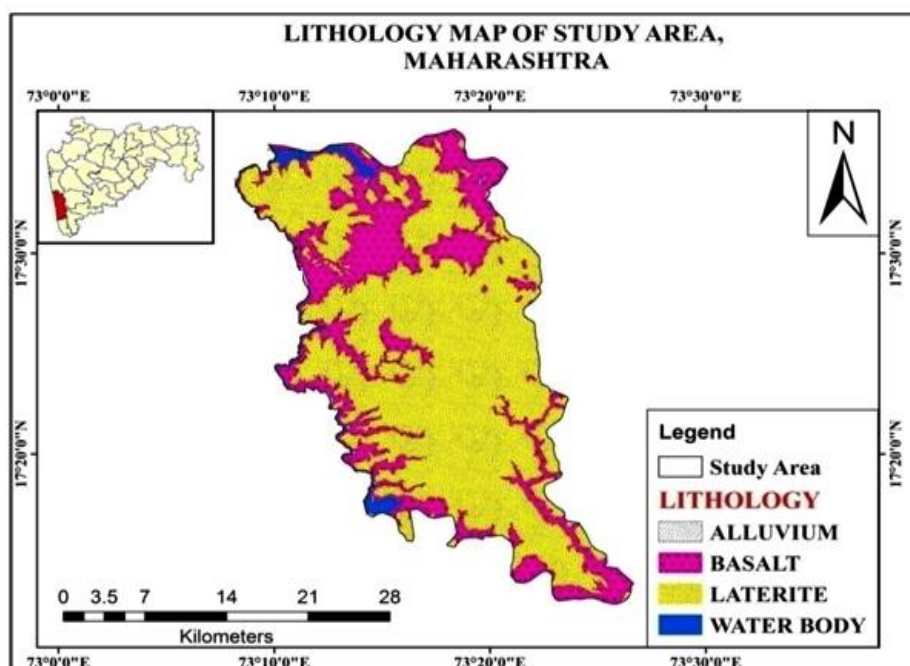 LITHOLOGY MAP OF STUDY AREA,
MAHARASHTRA
73°0'0"E 73°10'0"E 73°20'0"E 73°30'0"E
N
17°30'0"N 17°30'0"N
17°20'0"N 17°20'0"N
Legend
Study Area
LITHOLOGY
ALLUVIUM
BASALT
LATERITE
WATER BODY
0 3.5 7 14 21 28
Kilometers
73°0'0"E 73°10'0"E 73°20'0"E 73°30'0"E